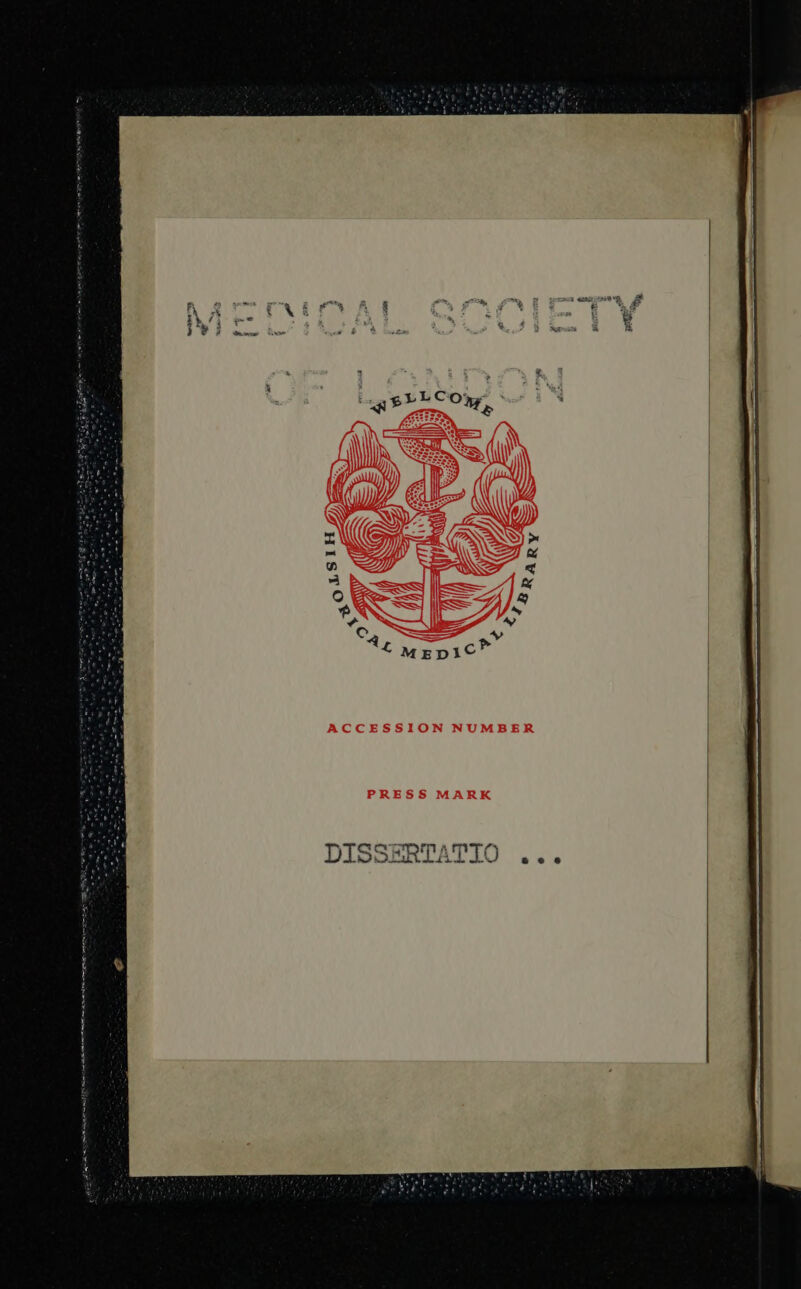 MEDICAL SOCIETY
OF LONDON
WELLCOME
HISTORICAL MEDICAL LIBRARY
ACCESSION NUMBER
PRESS MARK
DISSERTATIO ...